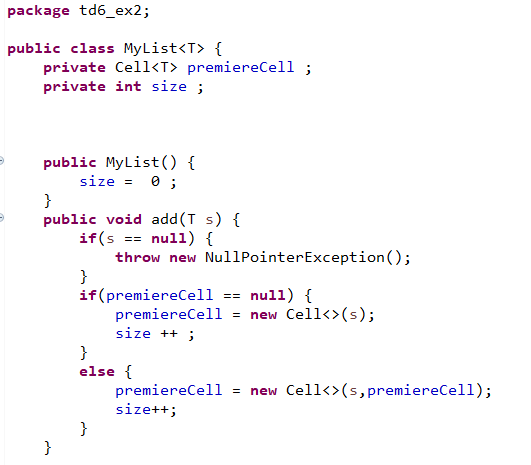 package td6_ex2;
public class MyList<T> {
    private Cell<T> premiereCell ;
    private int size ;
    public MyList() {
        size =  0 ;
    }
    public void add(T s) {
        if(s == null) {
            throw new NullPointerException();
        }
        if(premiereCell == null) {
            premiereCell = new Cell<>(s);
            size ++ ;
        }
        else {
            premiereCell = new Cell<>(s,premiereCell);
            size++;
        }
    }